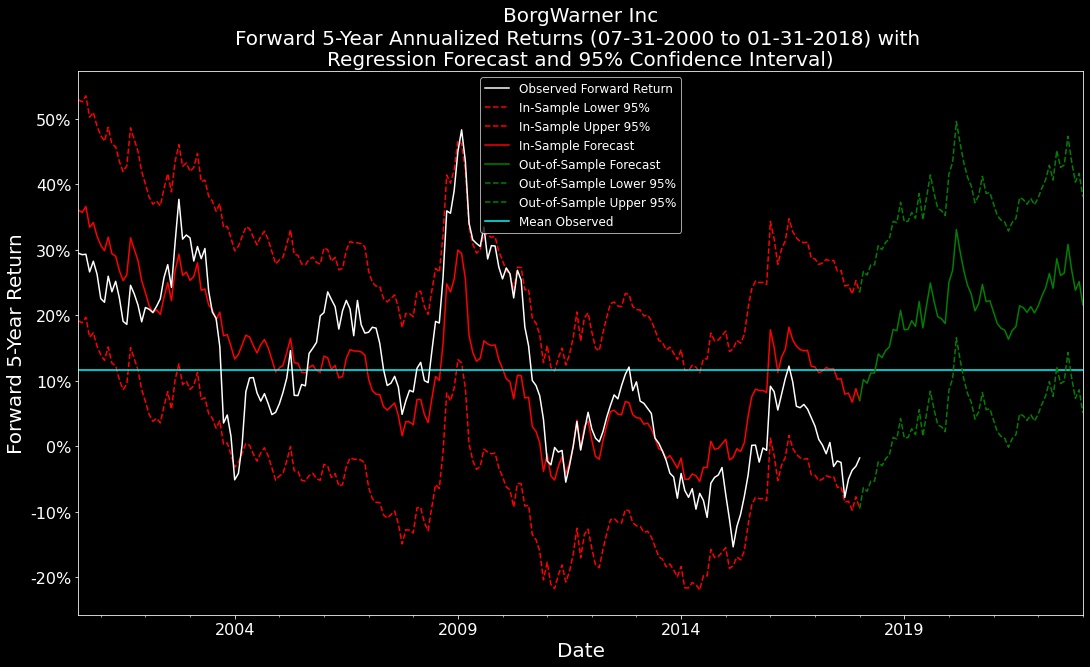 BorgWarner Inc
Forward 5-Year Annualized Returns (07-31-2000 to 01-31-2018) with
Regression Forecast and 95% Confidence Interval)
Observed Forward Return
In-Sample Lower 95%
In-Sample Upper 95%
In-Sample Forecast
Out-of-Sample Forecast
Out-of-Sample Lower 95%
Out-of-Sample Upper 95%
Mean Observed
Forward 5-Year Return
50%
40%
30%
20%
10%
0%
-10%
-20%
2004
2009
2014
2019
Date